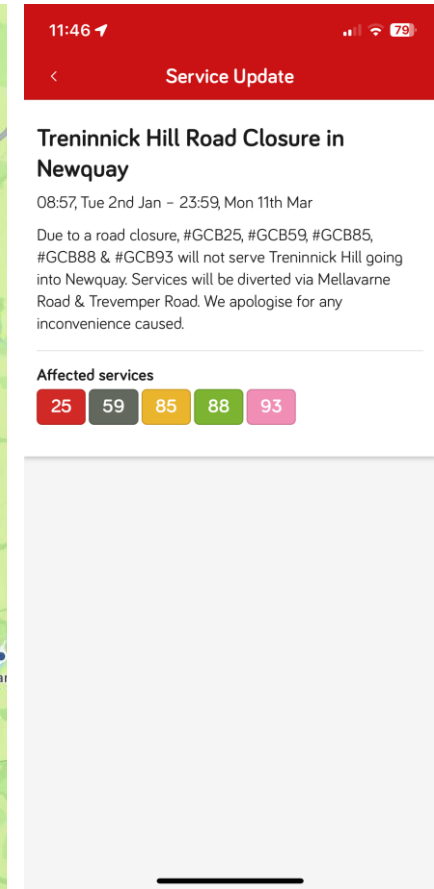 11:46
79
Service Update
Treninnick Hill Road Closure in
Newquay
08:57, Tue 2nd Jan – 23:59, Mon 11th Mar
Due to a road closure, #GCB25, #GCB59, #GCB85,
#GCB88 & #GCB93 will not serve Treninnick Hill going
into Newquay. Services will be diverted via Mellavarne
Road & Trevemper Road. We apologise for any
inconvenience caused.
Affected services
25 59 85 88 93